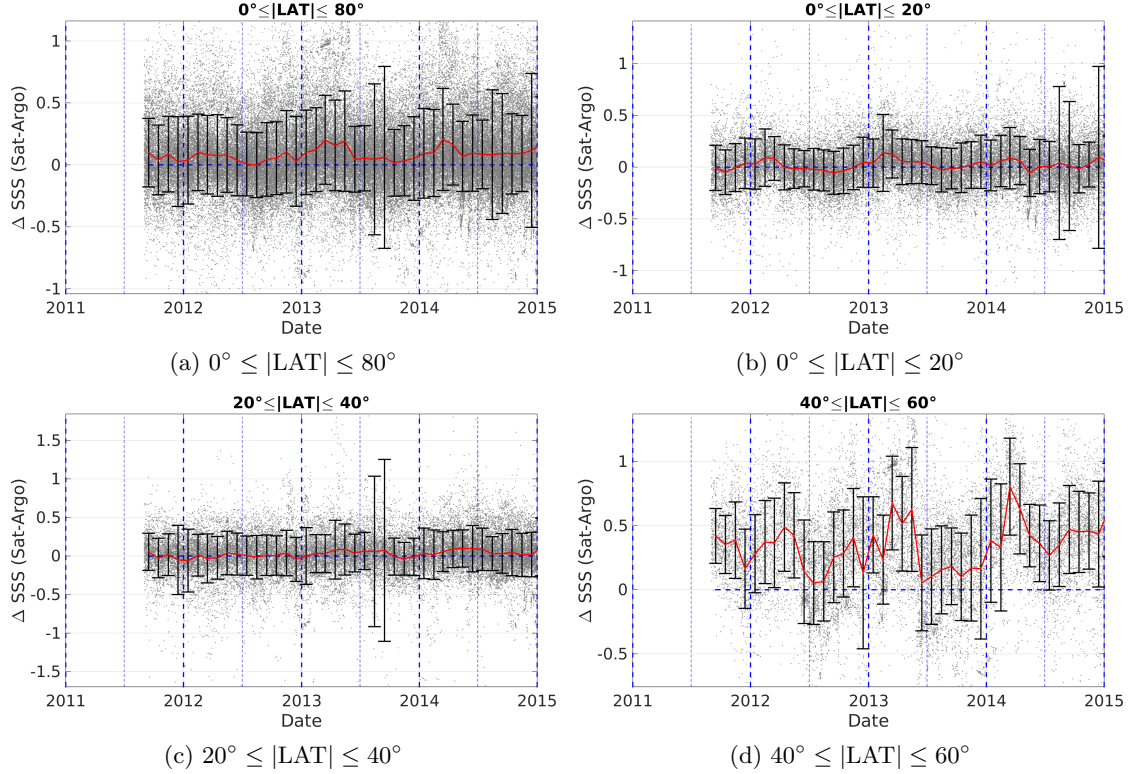 0°≤|LAT|≤ 80°
Δ SSS (Sat-Argo)
1
0.5
0
-0.5
-1
2011 2012 2013 2014 2015
Date
(a) 0° ≤ |LAT| ≤ 80°
0°≤|LAT|≤ 20°
Δ SSS (Sat-Argo)
1
0.5
0
-0.5
-1
2011 2012 2013 2014 2015
Date
(b) 0° ≤ |LAT| ≤ 20°
20°≤|LAT|≤ 40°
Δ SSS (Sat-Argo)
1.5
1
0.5
0
-0.5
-1
-1.5
2011 2012 2013 2014 2015
Date
(c) 20° ≤ |LAT| ≤ 40°
40°≤|LAT|≤ 60°
Δ SSS (Sat-Argo)
1
0.5
0
-0.5
2011 2012 2013 2014 2015
Date
(d) 40° ≤ |LAT| ≤ 60°